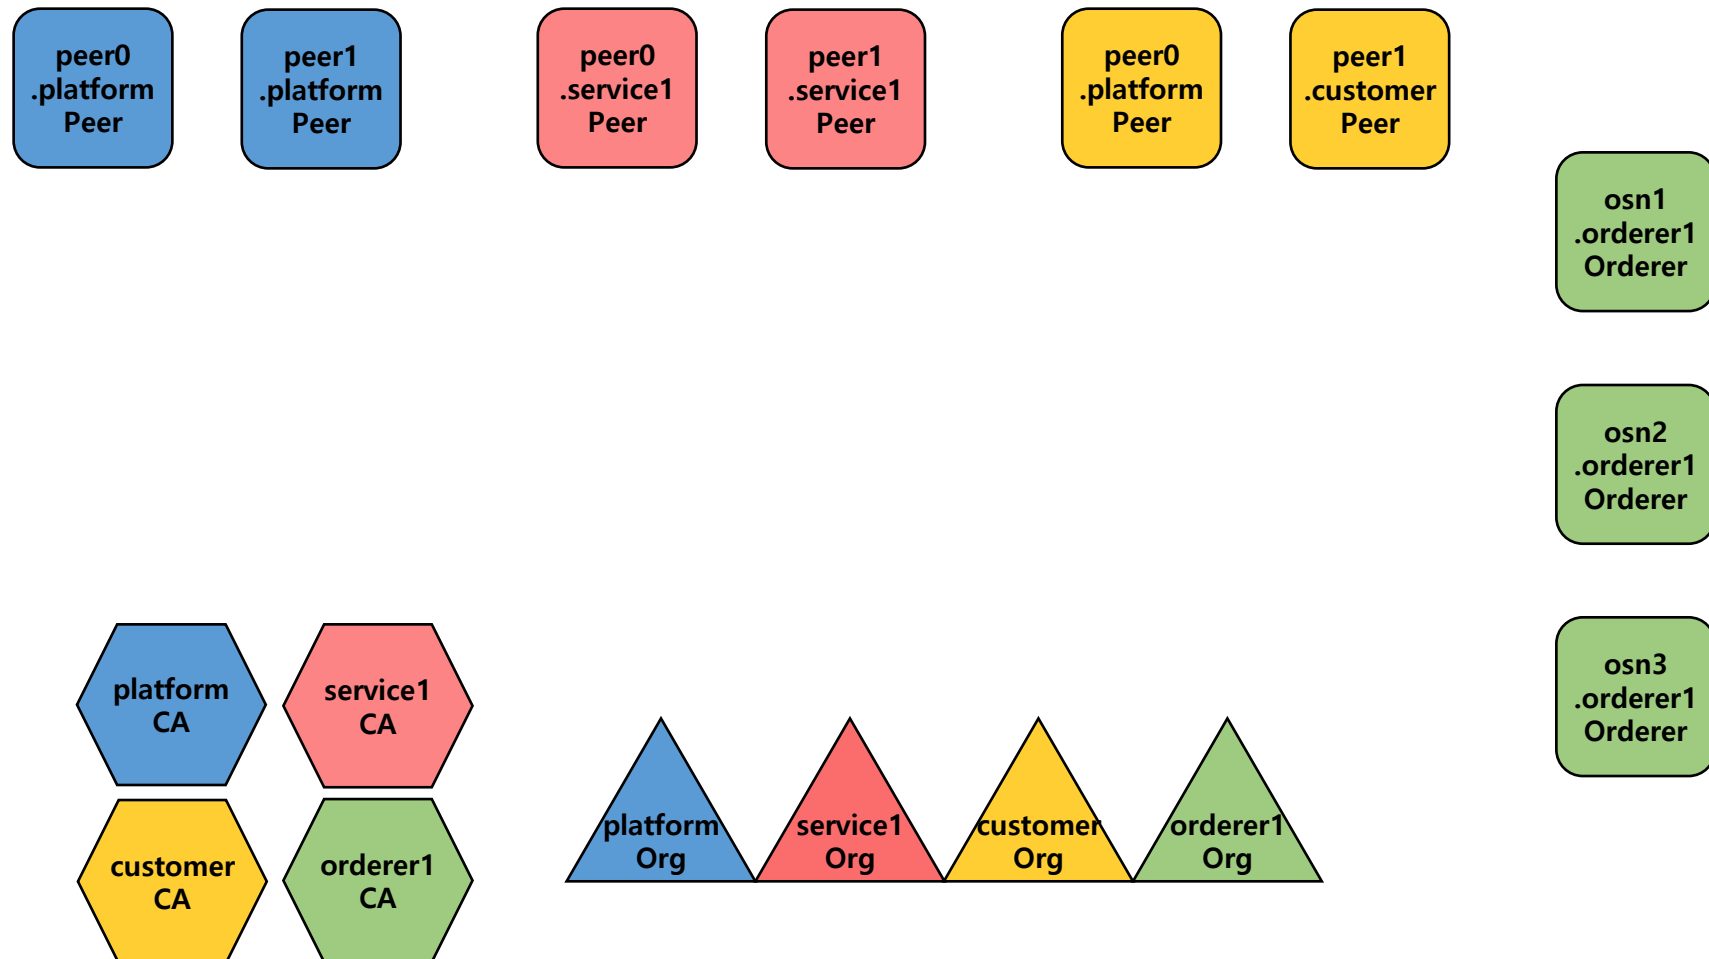 peer0
.platform
Peer
peer1
.platform
Peer
peer0
.service1
Peer
peer1
.service1
Peer
peer0
.platform
Peer
peer1
.customer
Peer
osn1
.orderer1
Orderer
osn2
.orderer1
Orderer
osn3
.orderer1
Orderer
platform
CA
service1
CA
customer
CA
orderer1
CA
platform
Org
service1
Org
customer
Org
orderer1
Org